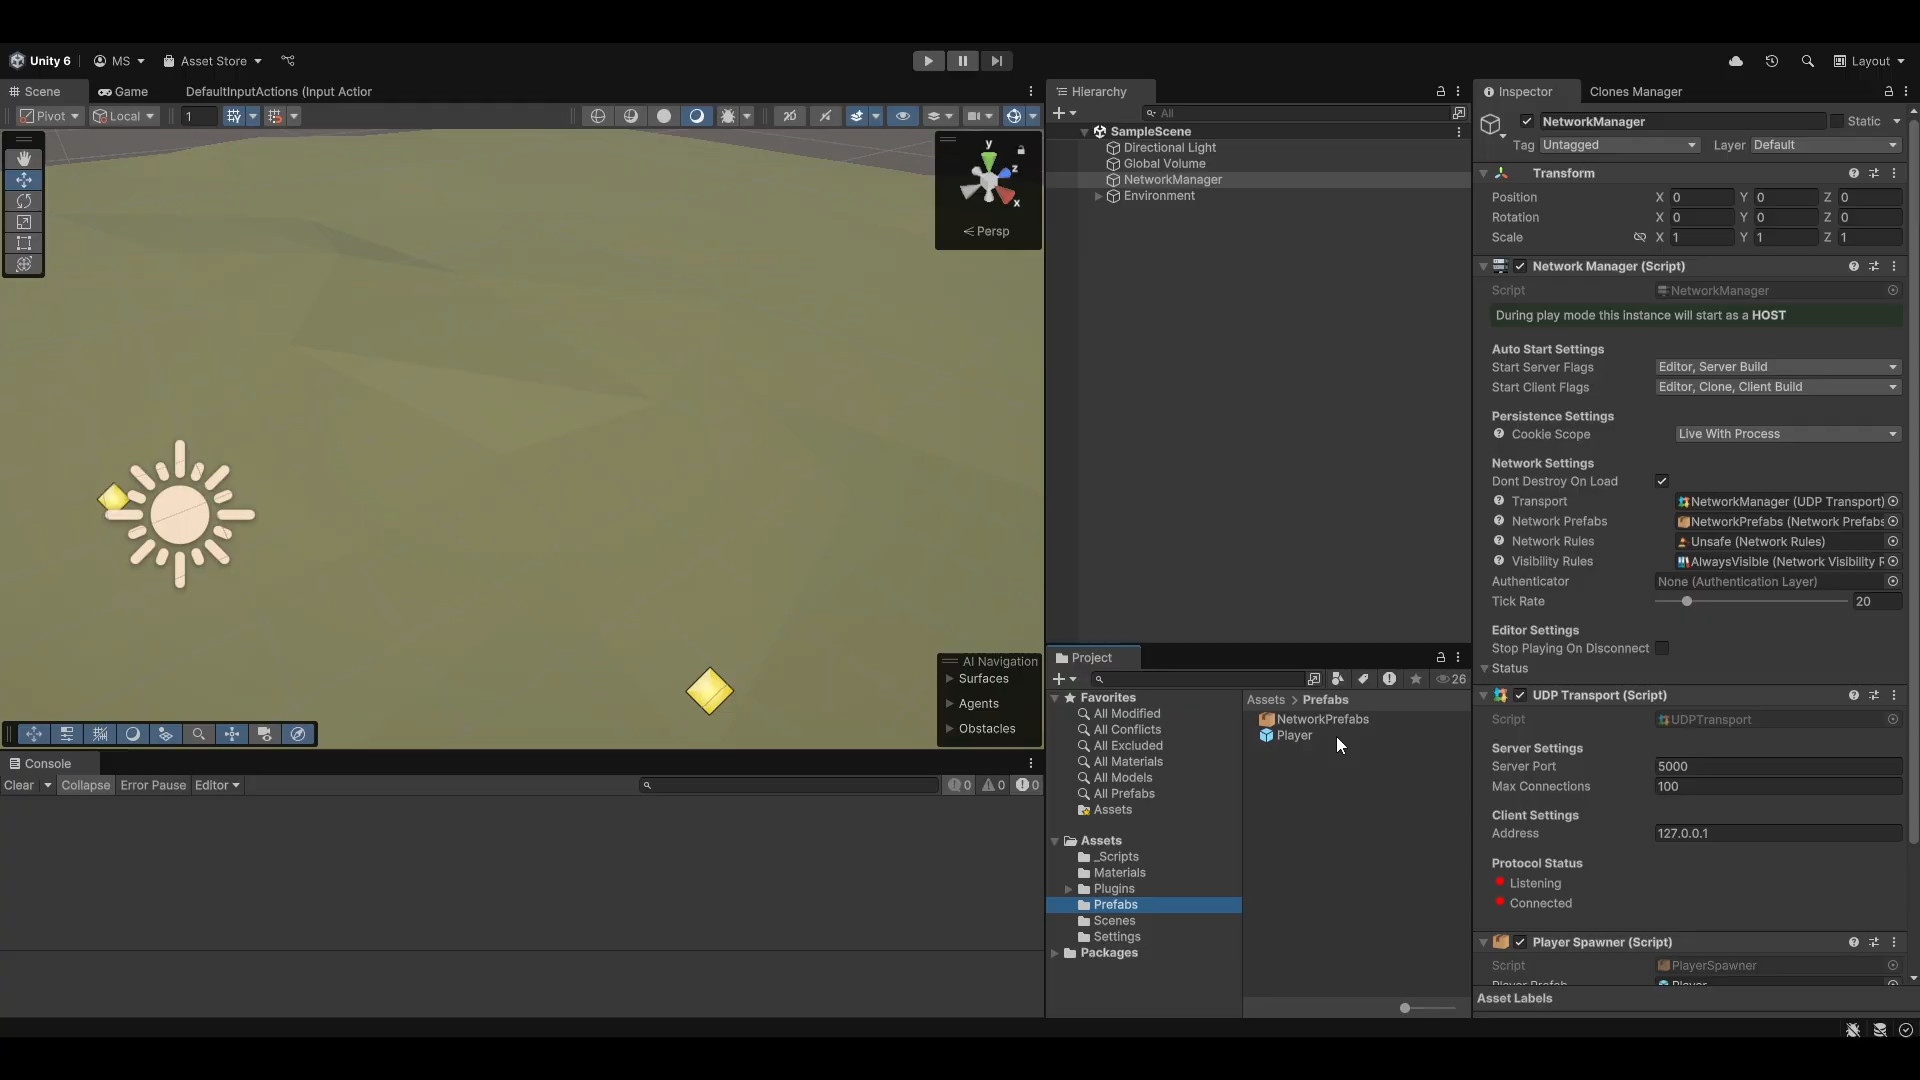 Unity 6
MS
Asset Store
Layout
Scene
Game
DefaultInputActions (Input Action
Pivot
Local
1
2D
y
z
x
Persp
AI Navigation
Surfaces
Agents
Obstacles
Console
Clear
Collapse
Error Pause
Editor
0
0
0
Hierarchy
All
SampleScene
Directional Light
Global Volume
NetworkManager
Environment
Project
26
Favorites
All Modified
All Conflicts
All Excluded
All Materials
All Models
All Prefabs
Assets
Assets
_Scripts
Materials
Plugins
Prefabs
Scenes
Settings
Packages
Assets > Prefabs
NetworkPrefabs
Player
Inspector
Clones Manager
NetworkManager
Static
Tag Untagged
Layer Default
Transform
Position X 0 Y 0 Z 0
Rotation X 0 Y 0 Z 0
Scale X 1 Y 1 Z 1
Network Manager (Script)
Script NetworkManager
During play mode this instance will start as a HOST
Auto Start Settings
Start Server Flags Editor, Server Build
Start Client Flags Editor, Clone, Client Build
Persistence Settings
Cookie Scope Live With Process
Network Settings
Dont Destroy On Load
Transport NetworkManager (UDP Transport)
Network Prefabs NetworkPrefabs (Network Prefabs
Network Rules Unsafe (Network Rules)
Visibility Rules AlwaysVisible (Network Visibility R
Authenticator None (Authentication Layer)
Tick Rate 20
Editor Settings
Stop Playing On Disconnect
Status
UDP Transport (Script)
Script UDPTransport
Server Settings
Server Port 5000
Max Connections 100
Client Settings
Address 127.0.0.1
Protocol Status
Listening
Connected
Player Spawner (Script)
Script PlayerSpawner
Player Prefab Player
Asset Labels